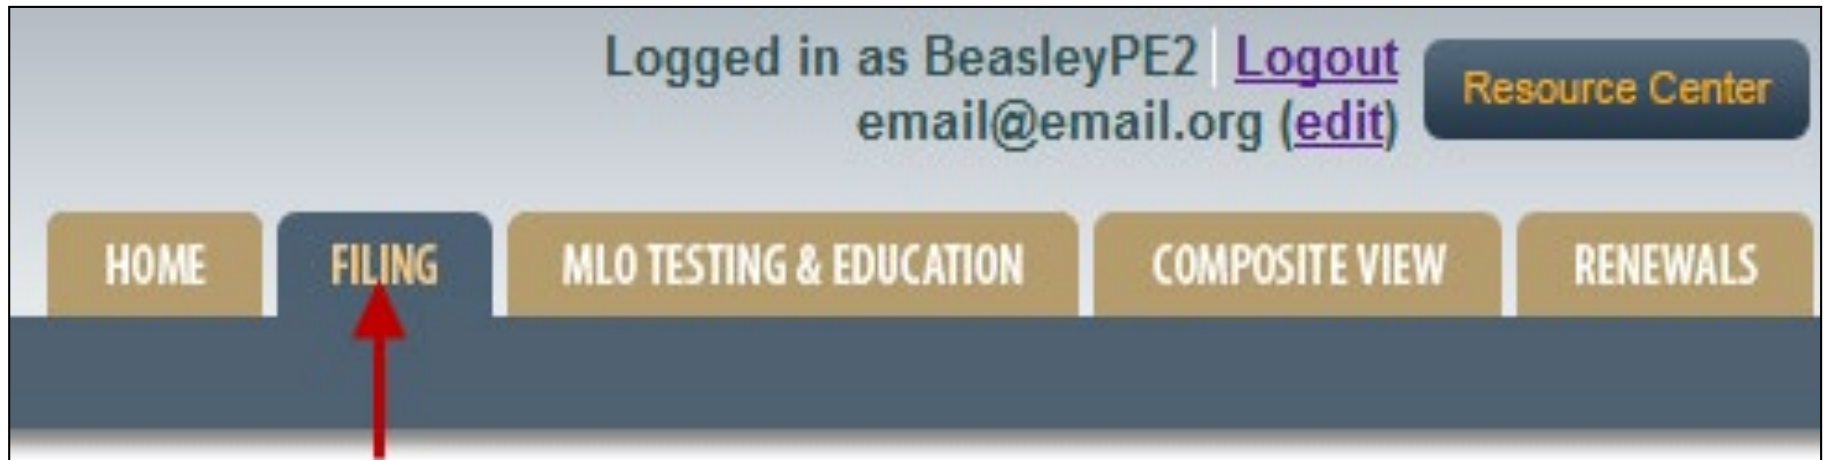 Logged in as BeasleyPE2 | Logout
email@email.org (edit)
Resource Center
HOME
FILING
MLO TESTING & EDUCATION
COMPOSITE VIEW
RENEWALS